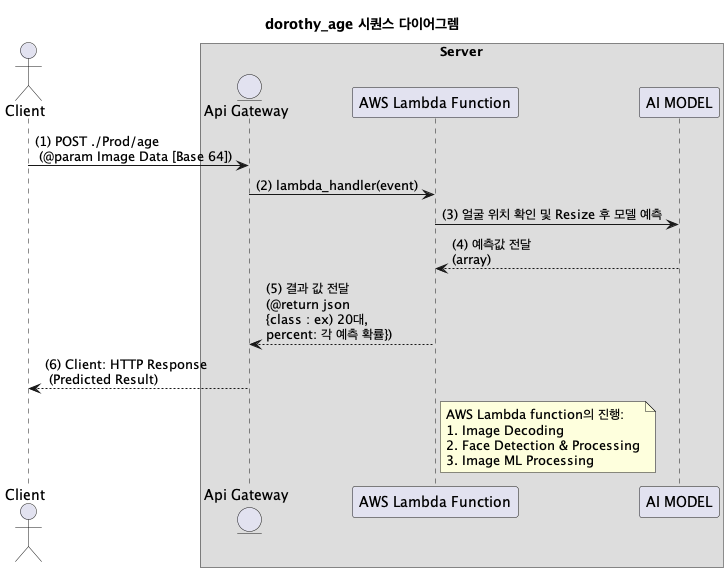 dorothy_age 시퀀스 다이어그램
Server
Client
Api Gateway
AWS Lambda Function
AI MODEL
(1) POST ./Prod/age
(@param Image Data [Base 64])
(2) lambda_handler(event)
(3) 얼굴 위치 확인 및 Resize 후 모델 예측
(4) 예측값 전달
(array)
(5) 결과 값 전달
(@return json
{class : ex) 20대,
percent: 각 예측 확률})
(6) Client: HTTP Response
(Predicted Result)
AWS Lambda function의 진행:
1. Image Decoding
2. Face Detection & Processing
3. Image ML Processing
Client
Api Gateway
AWS Lambda Function
AI MODEL